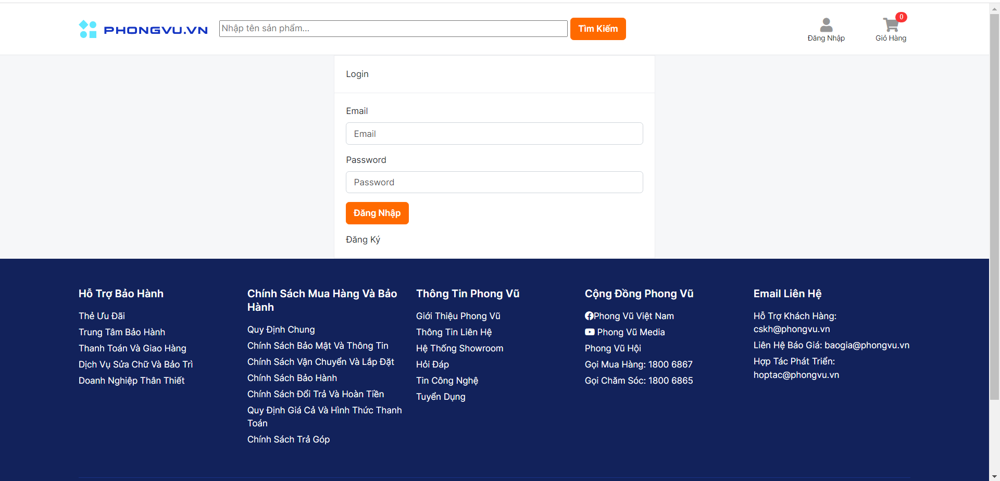 PHONGVU.VN
Nhập tên sản phẩm...
Tìm Kiếm
Đăng Nhập
0
Giỏ Hàng
Login
Email
Email
Password
Password
Đăng Nhập
Đăng Ký
Hỗ Trợ Bảo Hành
Thẻ Ưu Đãi
Trung Tâm Bảo Hành
Thanh Toán Và Giao Hàng
Dịch Vụ Sửa Chữ Và Bảo Trì
Doanh Nghiệp Thân Thiết
Chính Sách Mua Hàng Và Bảo
Hành
Quy Định Chung
Chính Sách Bảo Mật Và Thông Tin
Chính Sách Vận Chuyển Và Lắp Đặt
Chính Sách Bảo Hành
Chính Sách Đổi Trả Và Hoàn Tiền
Quy Định Giá Cả Và Hình Thức Thanh
Toán
Chính Sách Trả Góp
Thông Tin Phong Vũ
Giới Thiệu Phong Vũ
Thông Tin Liên Hệ
Hệ Thống Showroom
Hỏi Đáp
Tin Công Nghệ
Tuyển Dụng
Cộng Đồng Phong Vũ
Phong Vũ Việt Nam
Phong Vũ Media
Phong Vũ Hội
Gọi Mua Hàng: 1800 6867
Gọi Chăm Sóc: 1800 6865
Email Liên Hệ
Hỗ Trợ Khách Hàng:
cskh@phongvu.vn
Liên Hệ Báo Giá: baogia@phongvu.vn
Hợp Tác Phát Triển:
hoptac@phongvu.vn